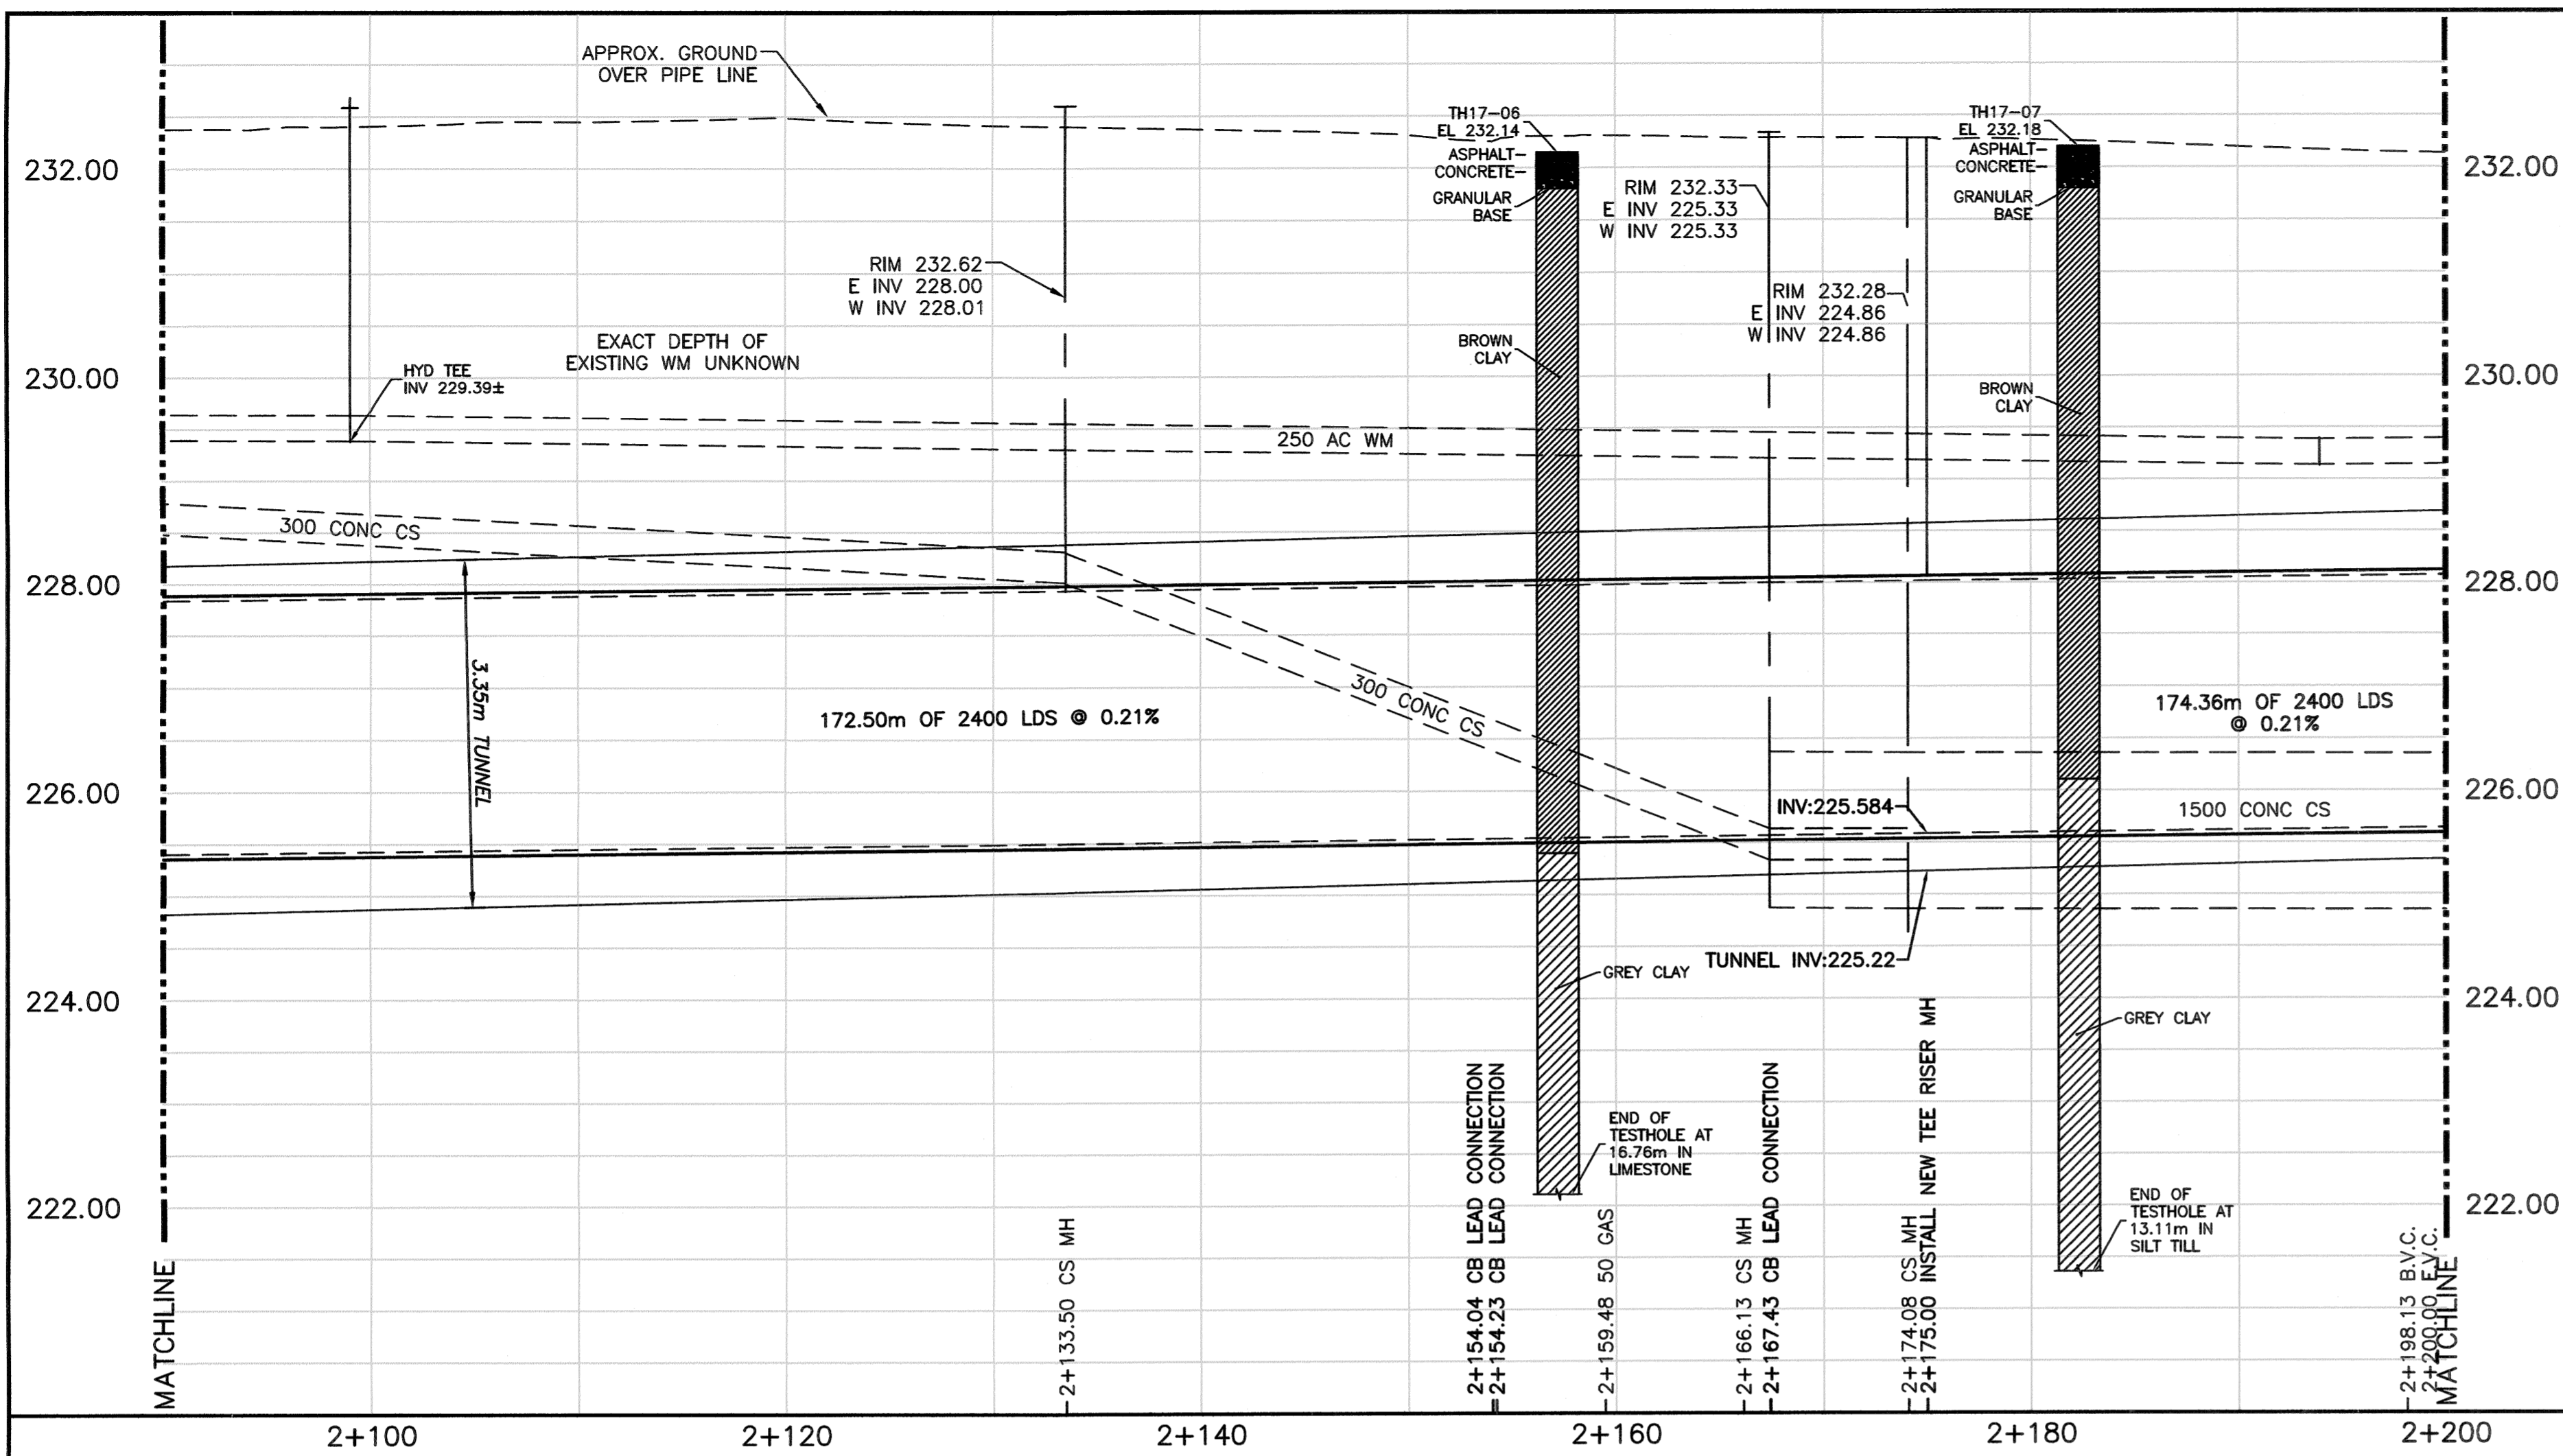 APPROX. GROUND
OVER PIPE LINE
TH17-06
EL 232.14
ASPHALT
CONCRETE
GRANULAR
BASE
TH17-07
EL 232.18
ASPHALT
CONCRETE
GRANULAR
BASE
232.00
232.00
RIM 232.33
E INV 225.33
W INV 225.33
RIM 232.62
E INV 228.00
W INV 228.01
RIM 232.28
E INV 224.86
W INV 224.86
EXACT DEPTH OF
EXISTING WM UNKNOWN
BROWN
CLAY
BROWN
CLAY
230.00
230.00
HYD TEE
INV 229.39±
250 AC WM
300 CONC CS
228.00
228.00
3.35m TUNNEL
172.50m OF 2400 LDS @ 0.21%
300 CONC CS
174.36m OF 2400 LDS
@ 0.21%
226.00
226.00
INV:225.584
1500 CONC CS
TUNNEL INV:225.22
GREY CLAY
GREY CLAY
224.00
224.00
END OF
TESTHOLE AT
16.76m IN
LIMESTONE
END OF
TESTHOLE AT
13.11m IN
SILT TILL
222.00
222.00
MATCHLINE
2+133.50 CS MH
2+154.04 CB LEAD CONNECTION
2+154.23 CB LEAD CONNECTION
2+159.48 50 GAS
2+166.13 CS MH
2+167.43 CB LEAD CONNECTION
2+174.08 CS MH
2+175.00 INSTALL NEW TEE RISER MH
2+198.13 B.V.C.
2+200.00 E.V.C.
MATCHLINE
2+100
2+120
2+140
2+160
2+180
2+200